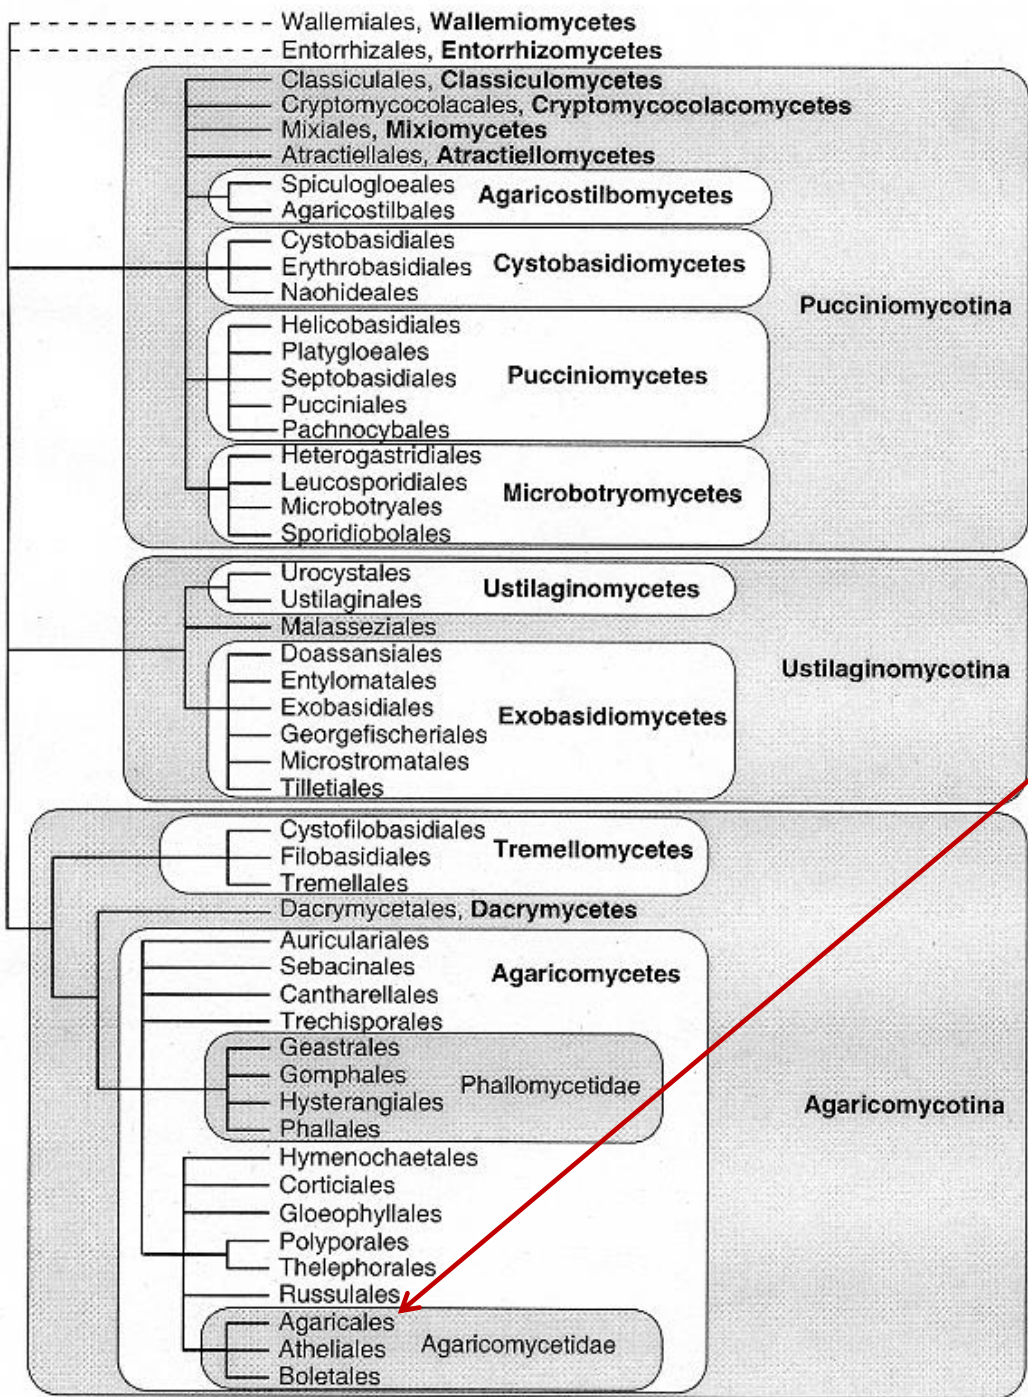 Wallemiales, Wallemiomycetes
Entorrhizales, Entorrhizomycetes
Classiculales, Classiculomycetes
Cryptomycocolacales, Cryptomycocolacomycetes
Mixiales, Mixiomycetes
Atractiellales, Atractiellomycetes
Spiculogloeales
Agaricostilbales
Agaricostilbomycetes
Cystobasidiales
Erythrobasidiales
Naohideales
Cystobasidiomycetes
Helicobasidiales
Platygloeales
Septobasidiales
Pucciniales
Pachnocybales
Pucciniomycetes
Heterogastridiales
Leucosporidiales
Microbotryales
Sporidiobolales
Microbotryomycetes
Pucciniomycotina
Urocystales
Ustilaginales
Ustilaginomycetes
Malasseziales
Doassansiales
Entylomatales
Exobasidiales
Georgefischeriales
Microstromatales
Tilletiales
Exobasidiomycetes
Ustilaginomycotina
Cystofilobasidiales
Filobasidiales
Tremellales
Tremellomycetes
Dacrymycetales, Dacrymycetes
Auriculariales
Sebacinales
Cantharellales
Trechisporales
Agaricomycetes
Geastrales
Gomphales
Hysterangiales
Phallales
Phallomycetidae
Hymenochaetales
Corticiales
Gloeophyllales
Polyporales
Thelephorales
Russulales
Agaricales
Atheliales
Boletales
Agaricomycetidae
Agaricomycotina